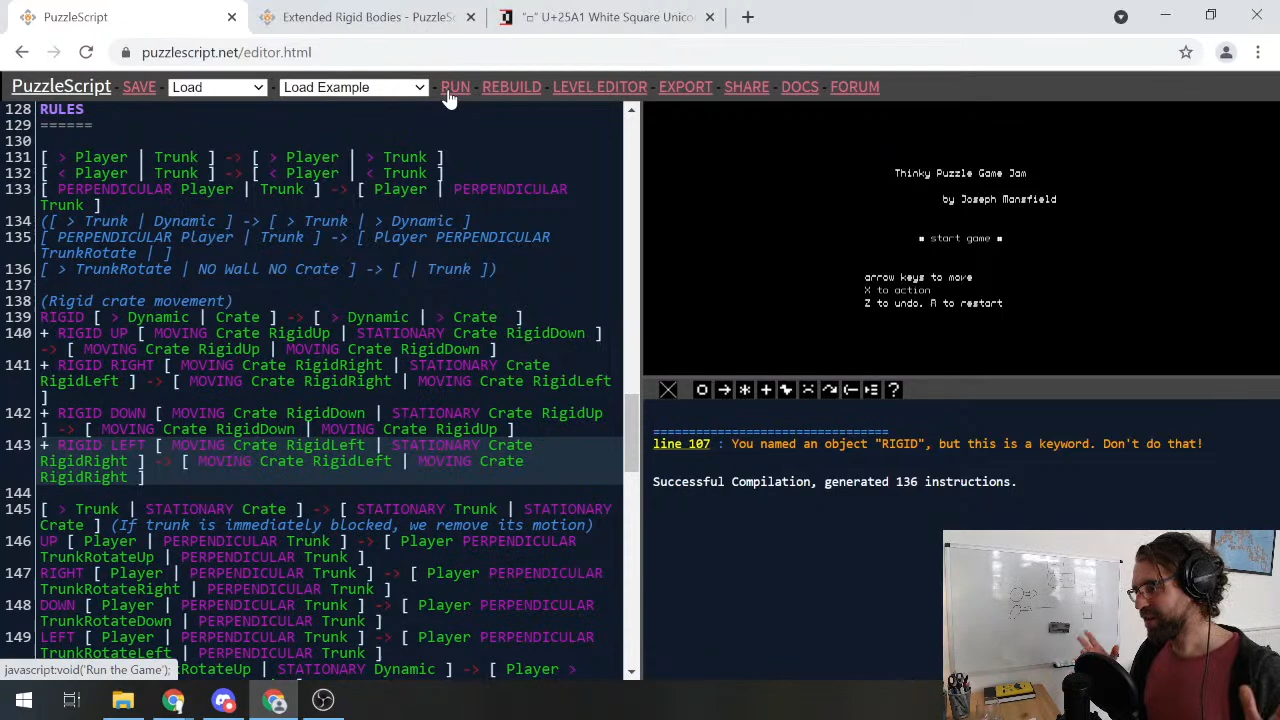 PuzzleScript
Extended Rigid Bodies - PuzzleSc
"□" U+25A1 White Square Unico
puzzlescript.net/editor.html
PuzzleScript SAVE Load - Load Example - RUN - REBUILD - LEVEL EDITOR - EXPORT - SHARE - DOCS - FORUM
128 RULES
129 ======
130
131 [ > Player | Trunk ] -> [ > Player | > Trunk ]
132 [ < Player | Trunk ] -> [ < Player | < Trunk ]
133 [ PERPENDICULAR Player | Trunk ] -> [ Player | PERPENDICULAR
Trunk ]
134 ([ > Trunk | Dynamic ] -> [ > Trunk | > Dynamic ]
135 [ PERPENDICULAR Player | Trunk ] -> [ Player PERPENDICULAR
TrunkRotate | ]
136 [ > TrunkRotate | NO Wall NO Crate ] -> [ | Trunk ])
137
138 (Rigid crate movement)
139 RIGID [ > Dynamic | Crate ] -> [ > Dynamic | > Crate ]
140 + RIGID UP [ MOVING Crate RigidUp | STATIONARY Crate RigidDown ]
-> [ MOVING Crate RigidUp | MOVING Crate RigidDown ]
141 + RIGID RIGHT [ MOVING Crate RigidRight | STATIONARY Crate
RigidLeft ] -> [ MOVING Crate RigidRight | MOVING Crate RigidLeft
]
142 + RIGID DOWN [ MOVING Crate RigidDown | STATIONARY Crate RigidUp
] -> [ MOVING Crate RigidDown | MOVING Crate RigidUp ]
143 + RIGID LEFT [ MOVING Crate RigidLeft | STATIONARY Crate
RigidRight ] -> [ MOVING Crate RigidLeft | MOVING Crate
RigidRight ]
144
145 [ > Trunk | STATIONARY Crate ] -> [ STATIONARY Trunk | STATIONARY
Crate ] (If trunk is immediately blocked, we remove its motion)
146 UP [ Player | PERPENDICULAR Trunk ] -> [ Player PERPENDICULAR
TrunkRotateUp | PERPENDICULAR Trunk ]
147 RIGHT [ Player | PERPENDICULAR Trunk ] -> [ Player PERPENDICULAR
TrunkRotateRight | PERPENDICULAR Trunk ]
148 DOWN [ Player | PERPENDICULAR Trunk ] -> [ Player PERPENDICULAR
TrunkRotateDown | PERPENDICULAR Trunk ]
149 LEFT [ Player | PERPENDICULAR Trunk ] -> [ Player PERPENDICULAR
TrunkRotateLeft | PERPENDICULAR Trunk ]
kRotateUp | STATIONARY Dynamic ] -> [ Player >
javascript:void('Run the Game');
Thinky Puzzle Game Jam
by Joseph Mansfield
■ start game ■
arrow keys to move
X to action
Z to undo, R to restart
=================================
line 107 : You named an object "RIGID", but this is a keyword. Don't do that!
Successful Compilation, generated 136 instructions.